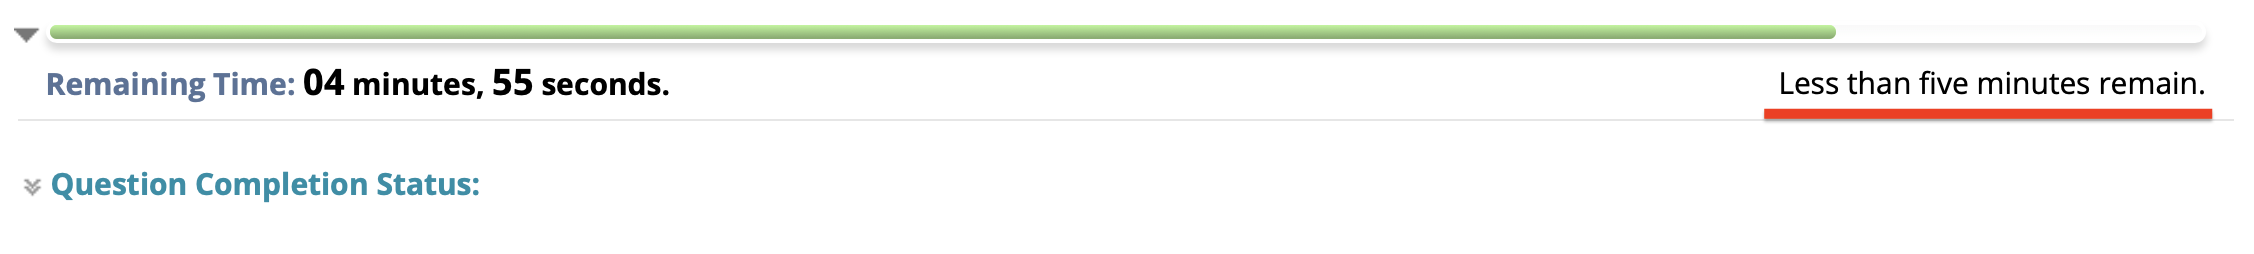 Remaining Time: 04 minutes, 55 seconds.
Less than five minutes remain.
Question Completion Status: